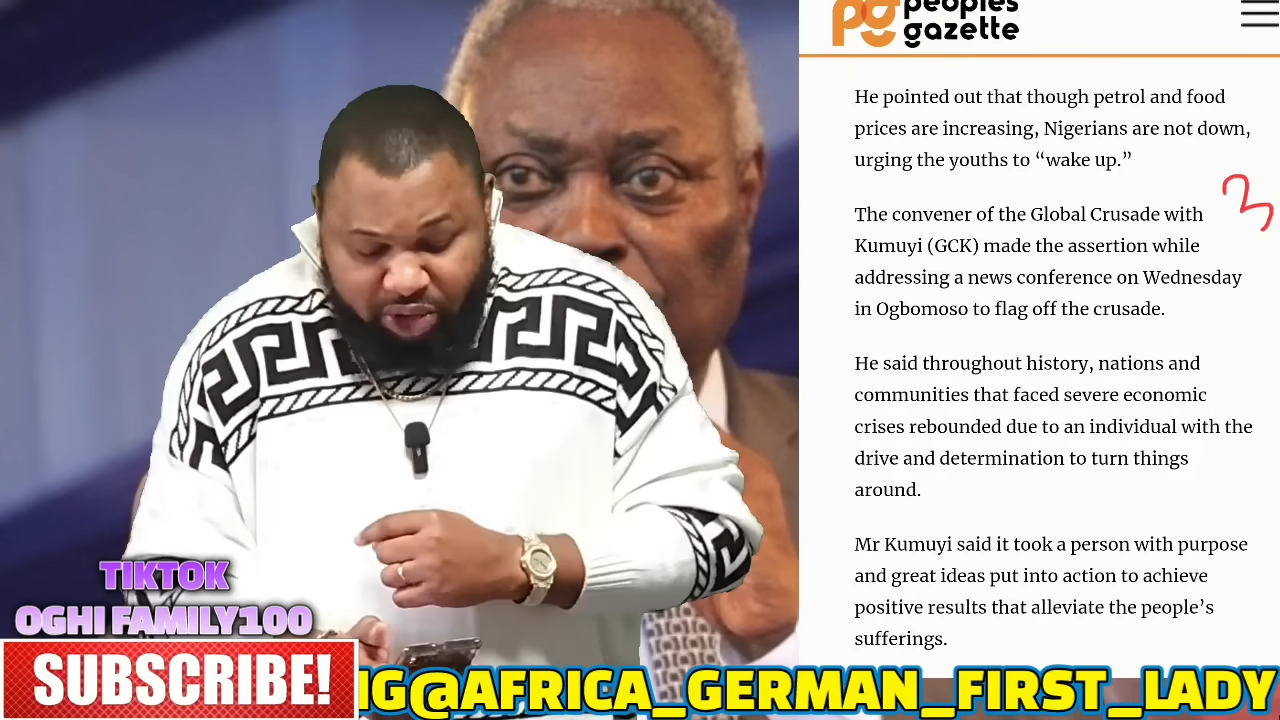 peoples
gazette
He pointed out that though petrol and food
prices are increasing, Nigerians are not down,
urging the youths to “wake up.”
3
The convener of the Global Crusade with
Kumuyi (GCK) made the assertion while
addressing a news conference on Wednesday
in Ogbomoso to flag off the crusade.
He said throughout history, nations and
communities that faced severe economic
crises rebounded due to an individual with the
drive and determination to turn things
around.
Mr Kumuyi said it took a person with purpose
and great ideas put into action to achieve
positive results that alleviate the people’s
sufferings.
TIKTOK
OGHI FAMILY100
SUBSCRIBE!
IG@AFRICA_GERMAN_FIRST_LADY